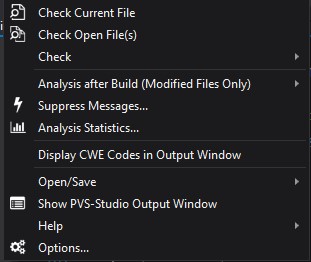 Check Current File
Check Open File(s)
Check
Analysis after Build (Modified Files Only)
Suppress Messages...
Analysis Statistics...
Display CWE Codes in Output Window
Open/Save
Show PVS-Studio Output Window
Help
Options...